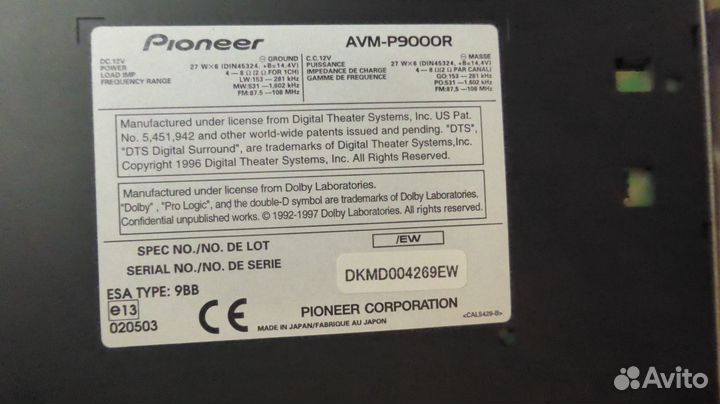 Pioneer AVM-P9000R
DC.12V ⊖ GROUND C.C.12V ⊖ MASSE
POWER 27 W×6 (DIN45324, +B=14,4V) PUISSANCE 27 W×6 (DIN45324, +B=14,4V)
LOAD IMP 4—8 Ω (2 Ω FOR 1CH) IMPEDANCE DE CHARGE 4—8 Ω (2 Ω PAR CANAL)
FREQUENCY RANGE LW:153 — 281 kHz GAMME DE FREQUENCE GO:153 — 281 kHz
MW:531—1,602 kHz PO:531—1,602 kHz
FM:87,5—108 MHz FM:87,5—108 MHz
Manufactured under license from Digital Theater Systems, Inc. US Pat.
No. 5,451,942 and other world-wide patents issued and pending. "DTS",
"DTS Digital Surround", are trademarks of Digital Theater Systems,Inc.
Copyright 1996 Digital Theater Systems, Inc. All Rights Reserved.
Manufactured under license from Dolby Laboratories.
"Dolby" , "Pro Logic", and the double-D symbol are trademarks of Dolby Laboratories.
Confidential unpublished works. © 1992-1997 Dolby Laboratories. All rights reserved.
SPEC NO./NO. DE LOT /EW
SERIAL NO./NO. DE SERIE DKMD004269EW
ESA TYPE: 9BB
e13
020503
CE
PIONEER CORPORATION
MADE IN JAPAN/FABRIQUE AU JAPON
<CAL5429-B>
Avito